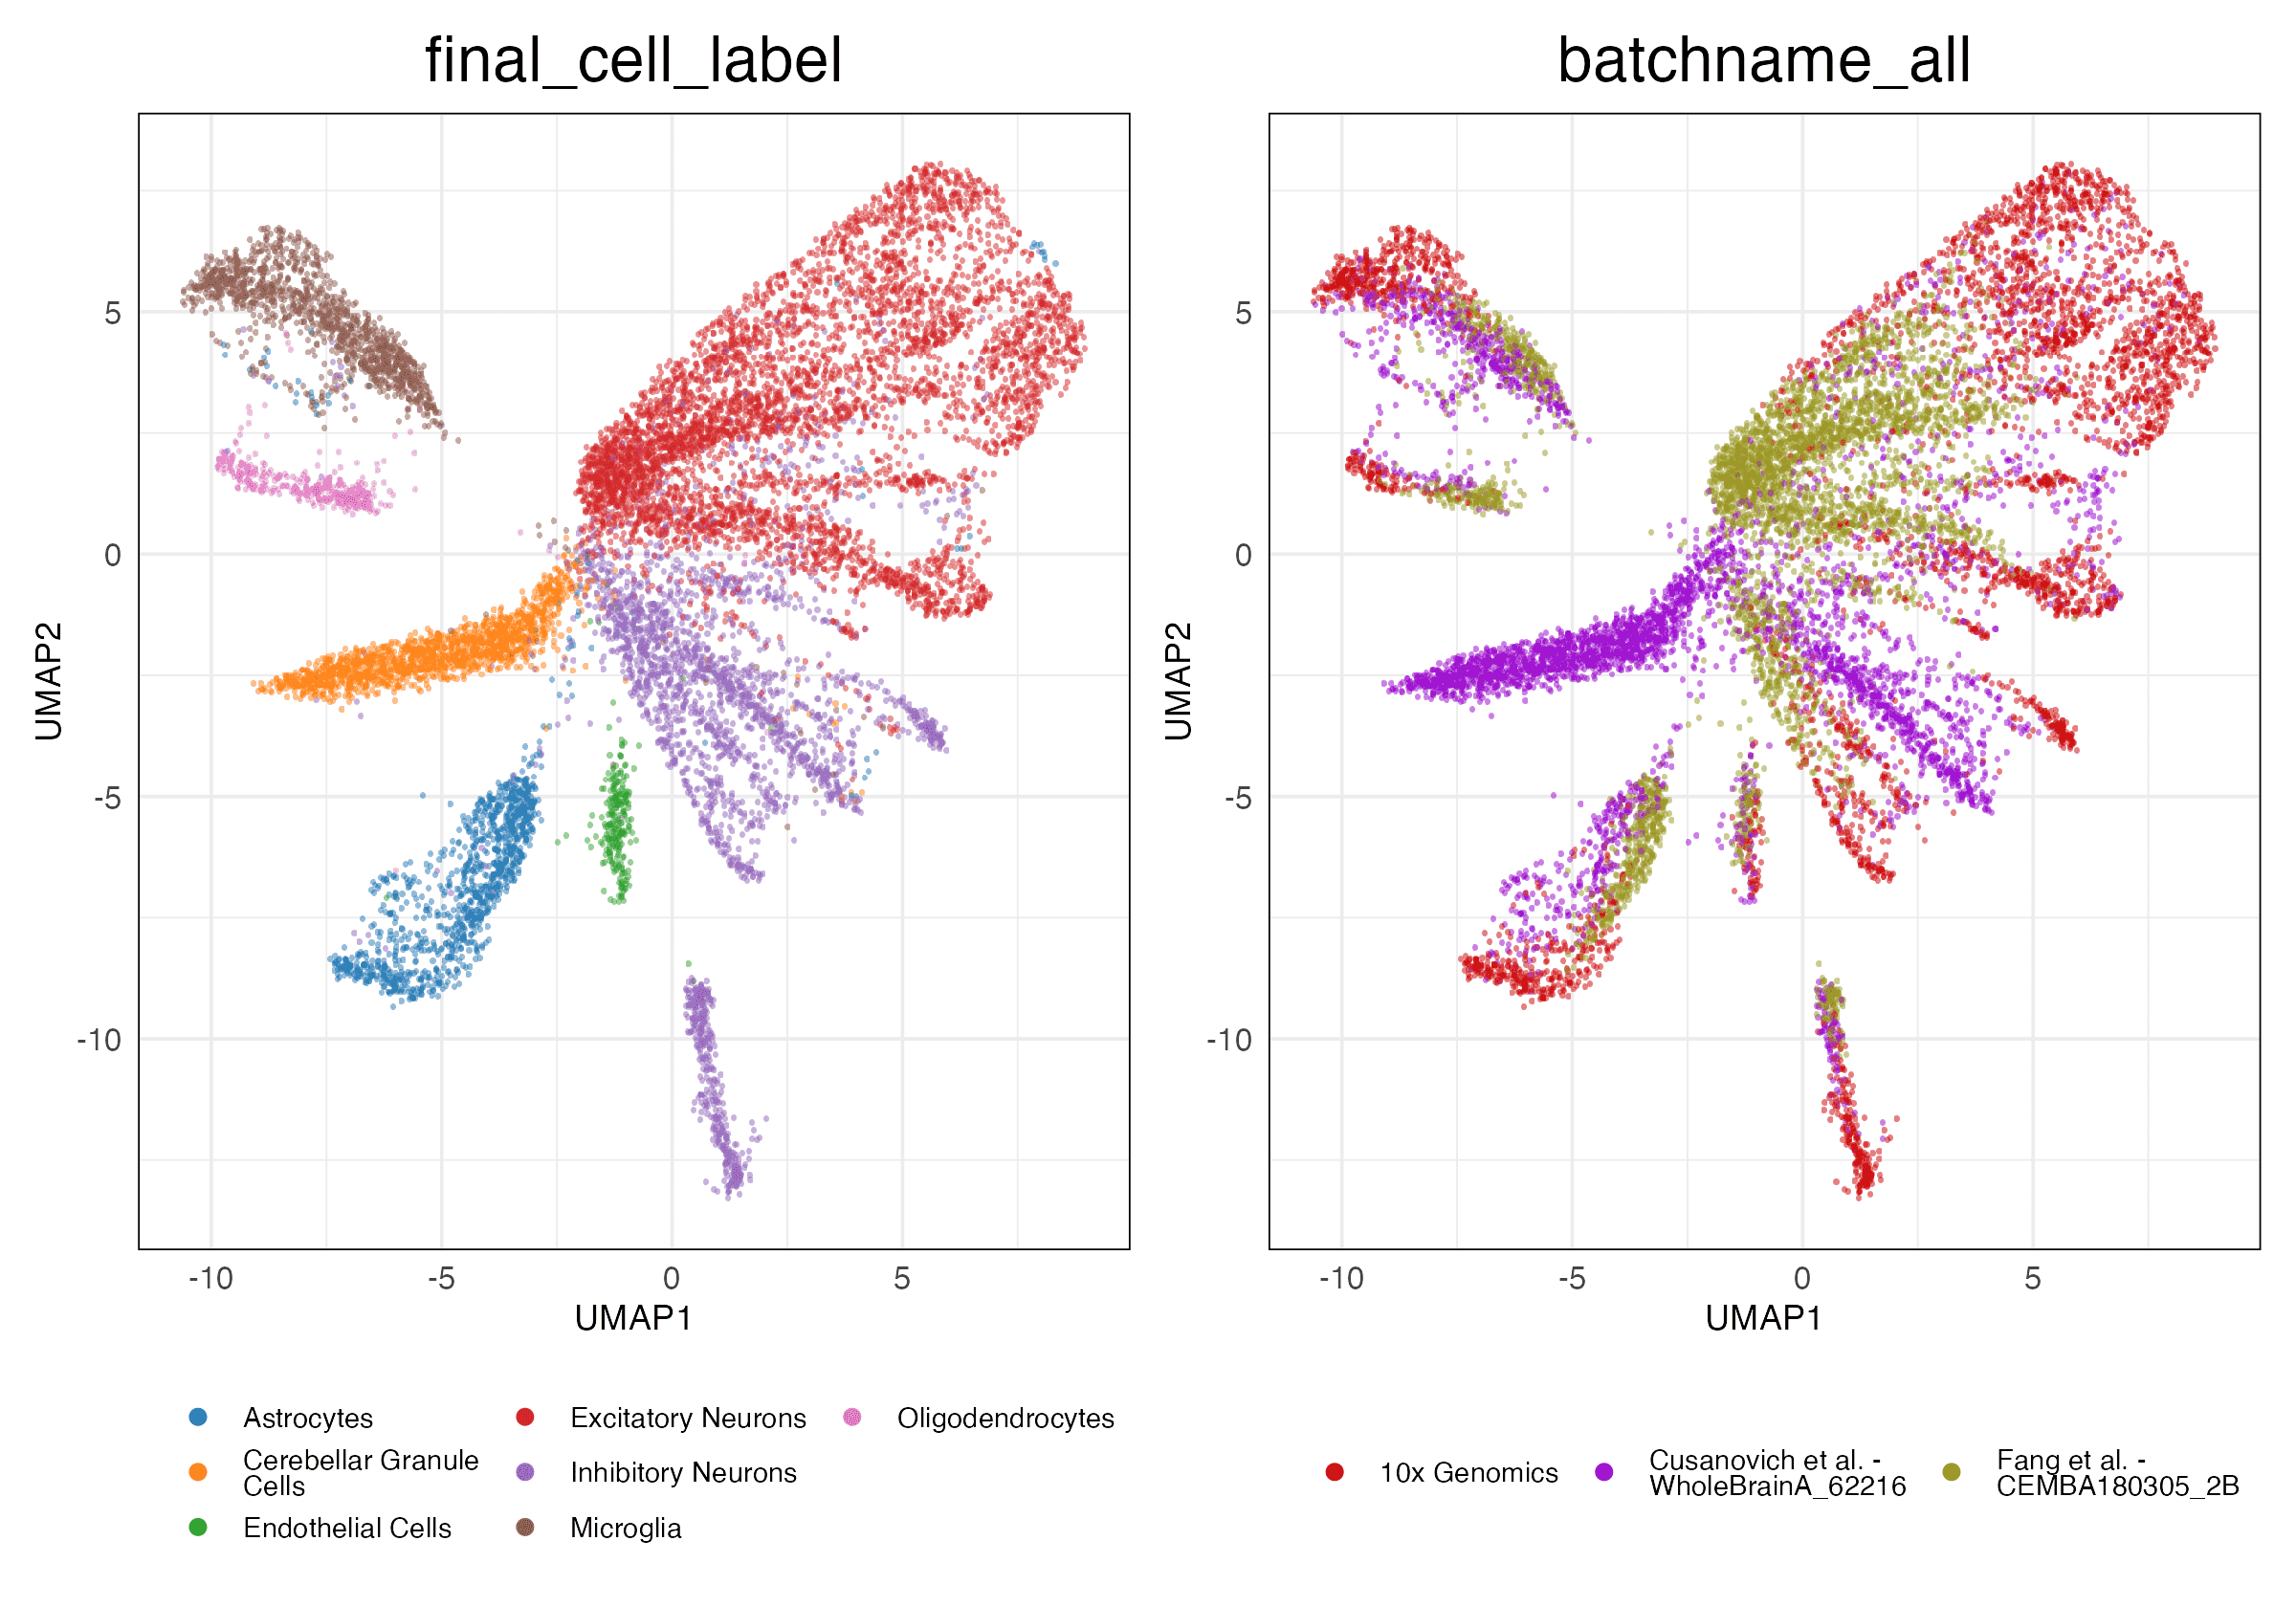 final_cell_label
batchname_all
5
0
-5
-10
UMAP2
-10
-5
0
5
UMAP1
5
0
-5
-10
UMAP2
-10
-5
0
5
UMAP1
Astrocytes
Cerebellar Granule
Cells
Endothelial Cells
Excitatory Neurons
Inhibitory Neurons
Microglia
Oligodendrocytes
10x Genomics
Cusanovich et al. -
WholeBrainA_62216
Fang et al. -
CEMBA180305_2B